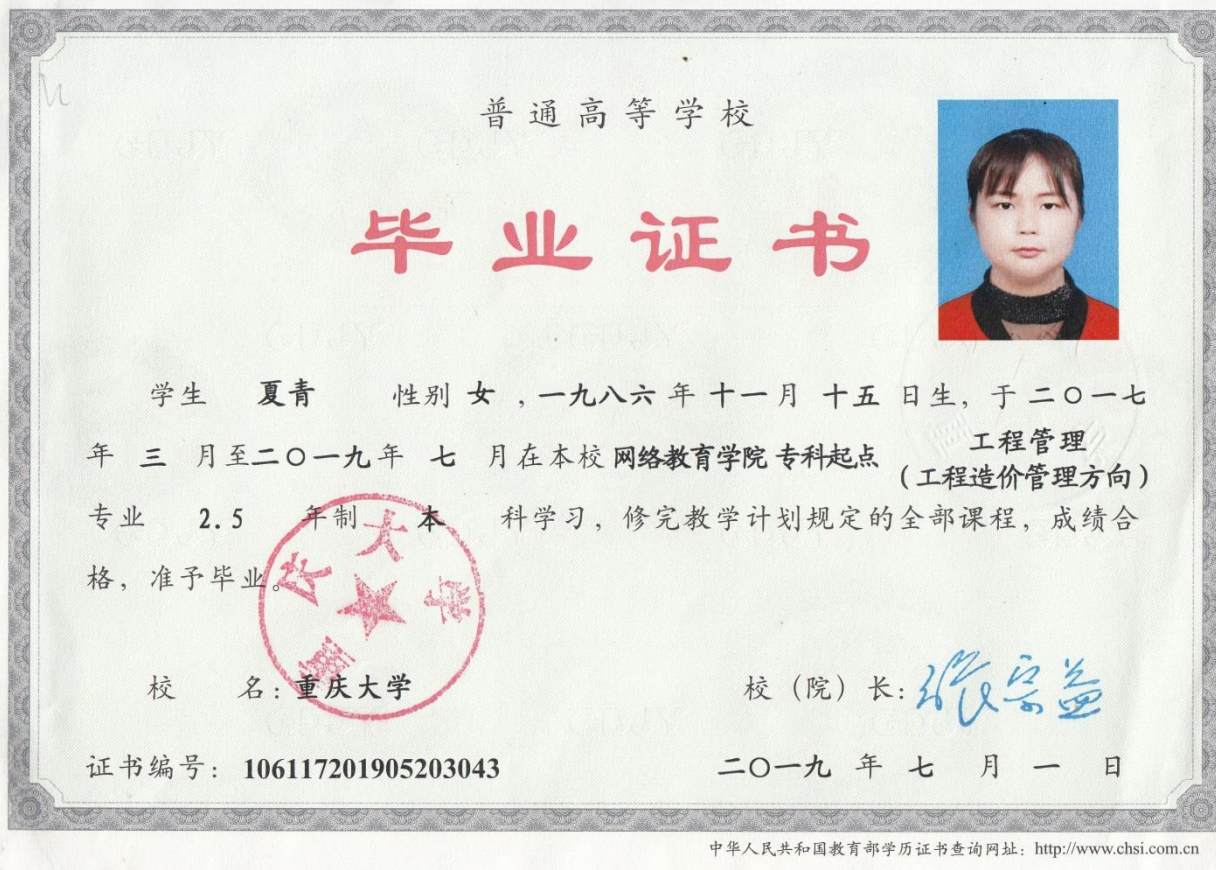 普通高等学校
毕业证书
学生 夏青 性别 女 ,一九八六 年 十一 月 十五 日生, 于 二〇一七
年 三 月至二〇一九年 七 月在本校 网络教育学院 专科起点 工程管理
(工程造价管理方向)
专业 2.5 年制 本 科学习, 修完教学计划规定的全部课程, 成绩合
格, 准予毕业。
重庆大学
校 名: 重庆大学
校 (院) 长: 张宗益
证书编号: 106117201905203043
二〇一九 年 七 月 一 日
中华人民共和国教育部学历证书查询网址: http://www.chsi.com.cn